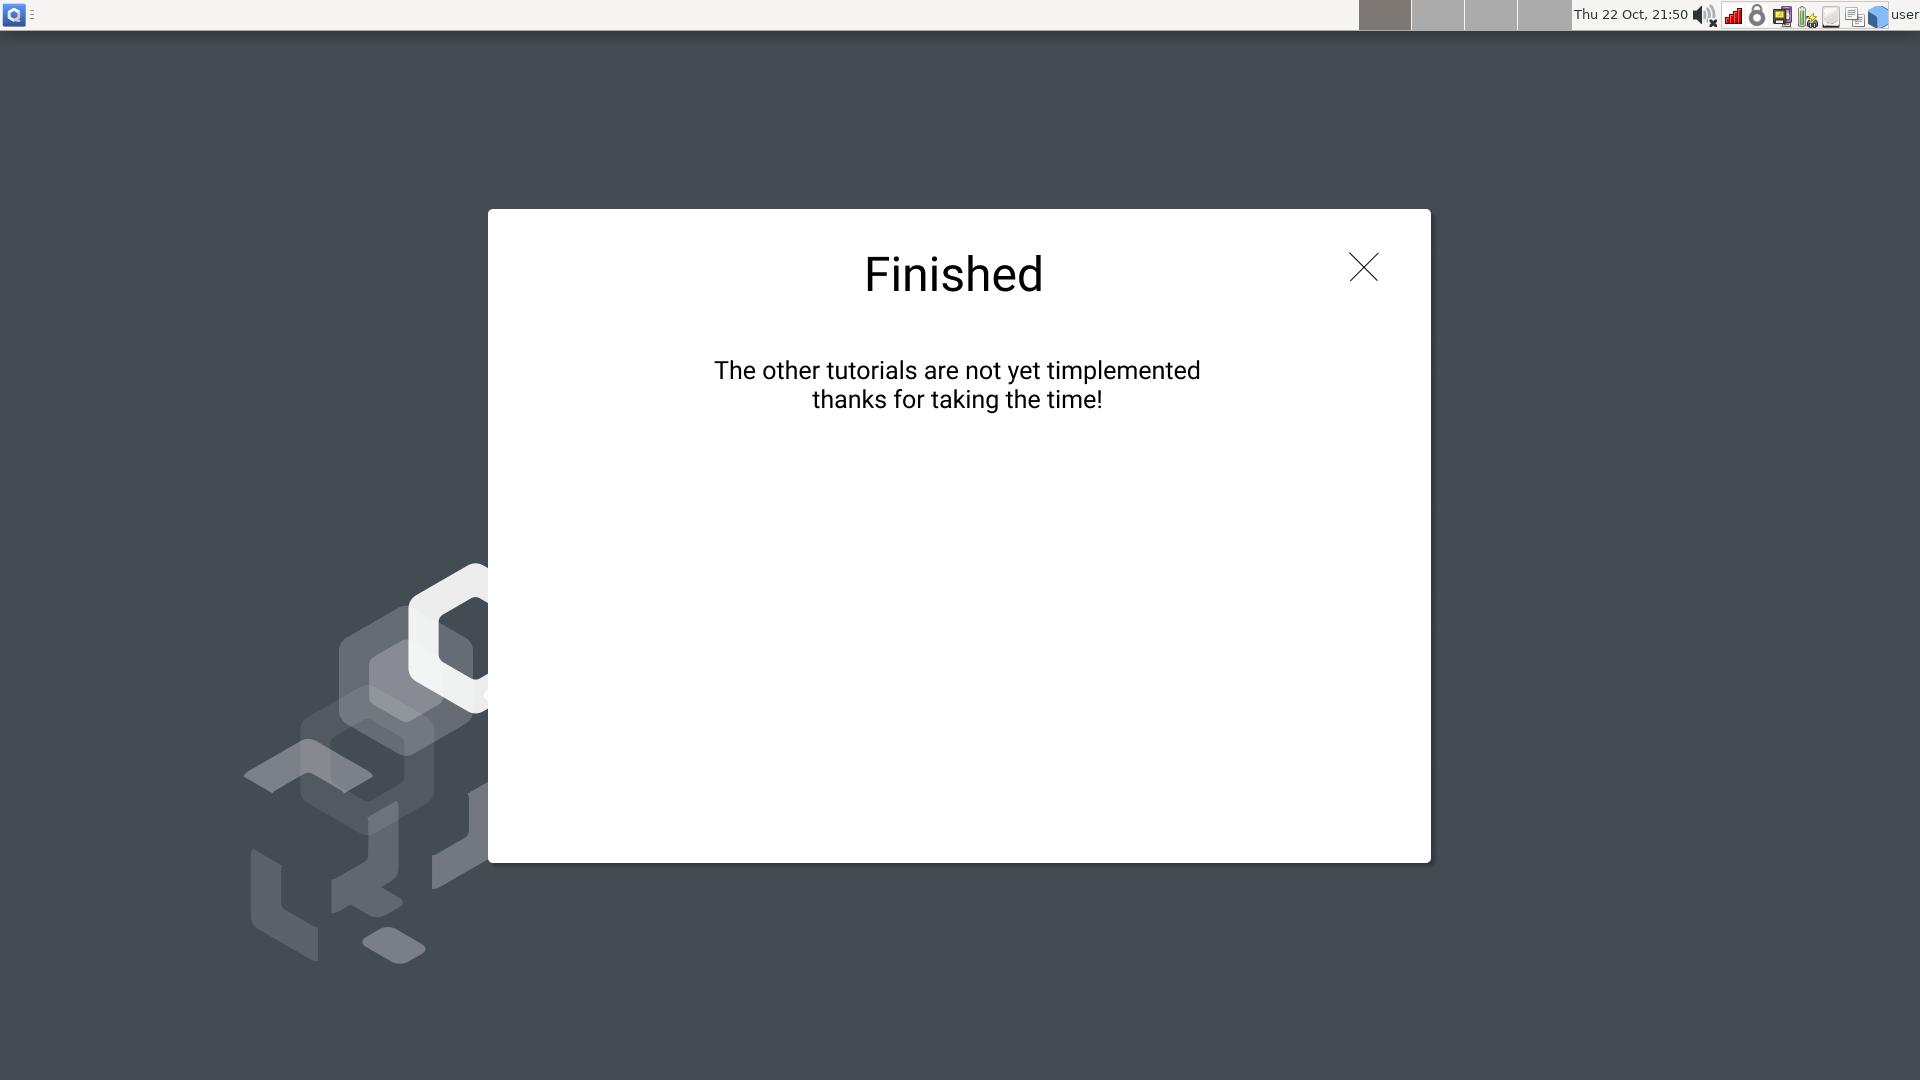 Thu 22 Oct, 21:50
user
Finished
The other tutorials are not yet timplemented
thanks for taking the time!